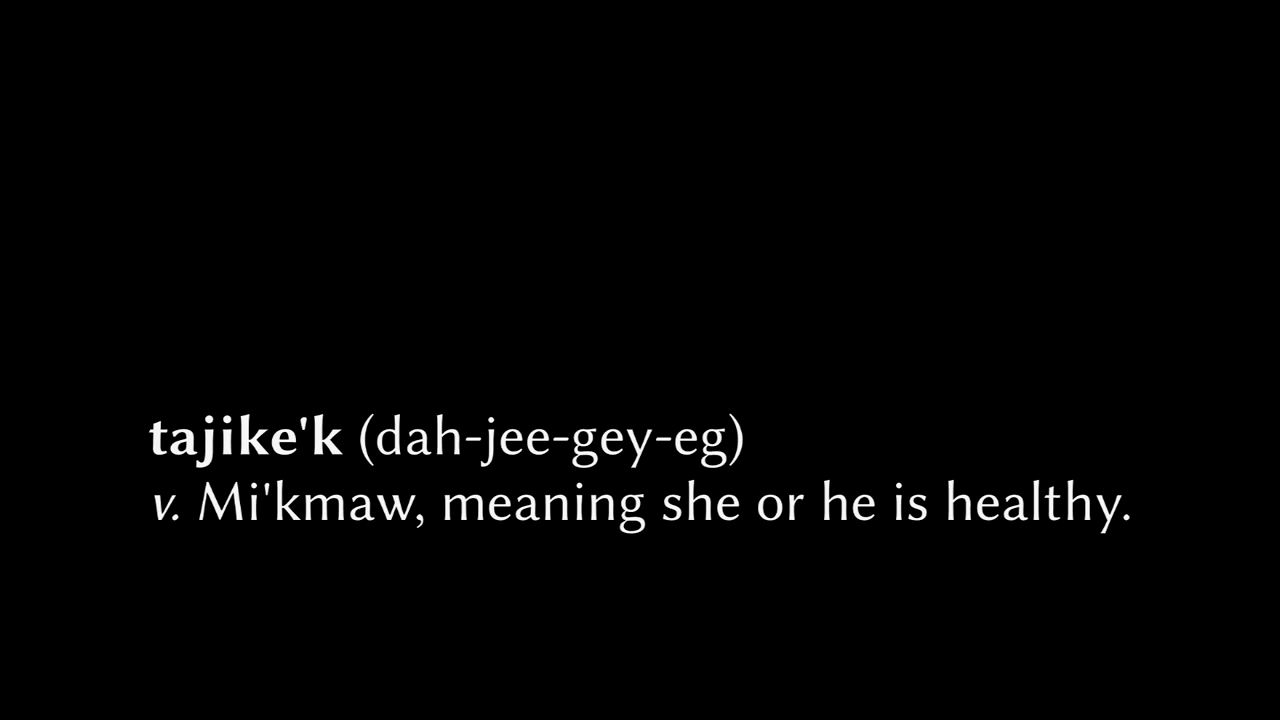 tajike'k (dah-jee-gey-eg)
v. Mi'kmaw, meaning she or he is healthy.